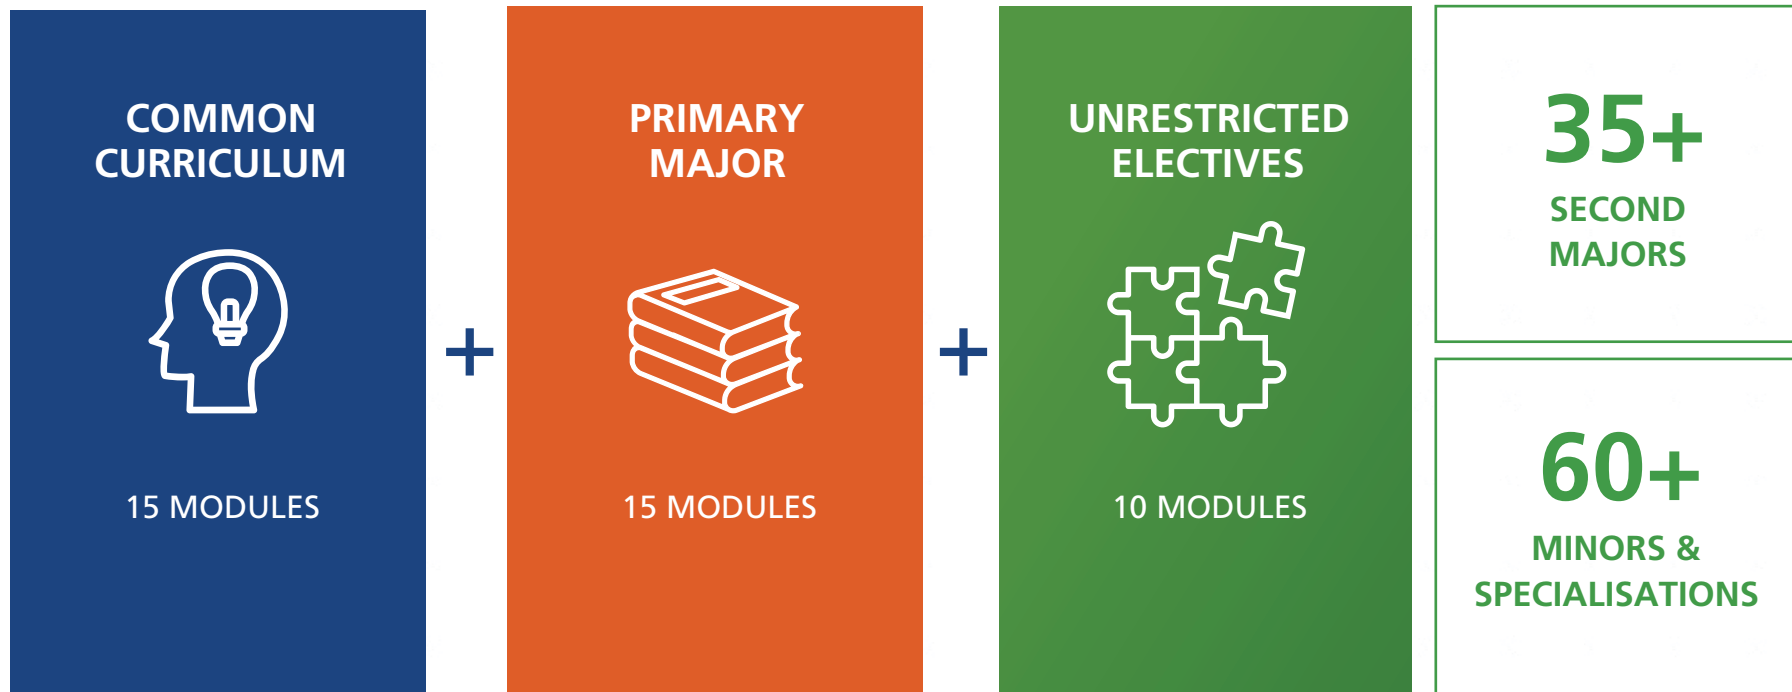 COMMON
CURRICULUM
15 MODULES
+
PRIMARY
MAJOR
15 MODULES
+
UNRESTRICTED
ELECTIVES
10 MODULES
35+
SECOND
MAJORS
60+
MINORS &
SPECIALISATIONS